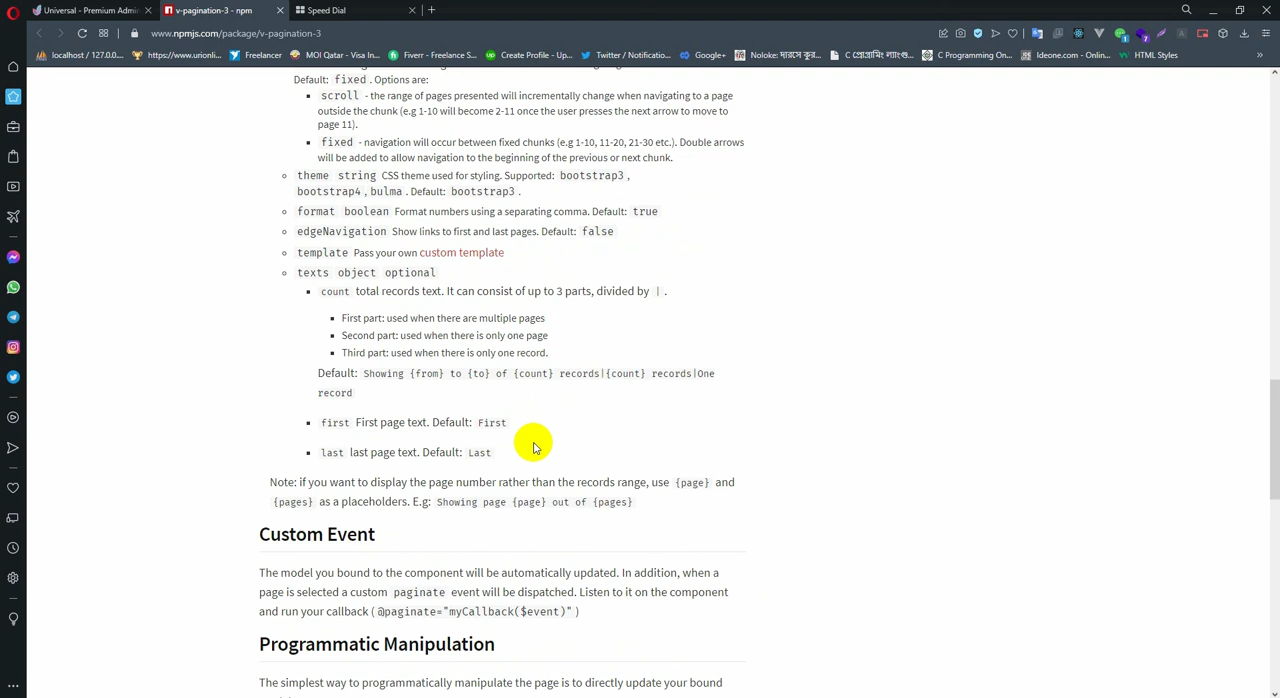 Universal - Premium Admin
v-pagination-3 - npm
Speed Dial
www.npmjs.com/package/v-pagination-3
localhost / 127.0.0....
https://www.urionli...
Freelancer
MOI Qatar - Visa In...
Fiverr - Freelance S...
Create Profile - Up...
Twitter / Notificatio...
Google+
C Programming On...
Ideone.com - Onlin...
HTML Styles
Default: fixed . Options are:
scroll - the range of pages presented will incrementally change when navigating to a page
outside the chunk (e.g 1-10 will become 2-11 once the user presses the next arrow to move to
page 11).
fixed - navigation will occur between fixed chunks (e.g 1-10, 11-20, 21-30 etc.). Double arrows
will be added to allow navigation to the beginning of the previous or next chunk.
theme string CSS theme used for styling. Supported: bootstrap3 ,
bootstrap4 , bulma . Default: bootstrap3 .
format boolean Format numbers using a separating comma. Default: true
edgeNavigation Show links to first and last pages. Default: false
template Pass your own custom template
texts object optional
count total records text. It can consist of up to 3 parts, divided by | .
First part: used when there are multiple pages
Second part: used when there is only one page
Third part: used when there is only one record.
Default: Showing {from} to {to} of {count} records|{count} records|One
record
first First page text. Default: First
last last page text. Default: Last
Note: if you want to display the page number rather than the records range, use {page} and
{pages} as a placeholders. E.g: Showing page {page} out of {pages}
Custom Event
The model you bound to the component will be automatically updated. In addition, when a
page is selected a custom paginate event will be dispatched. Listen to it on the component
and run your callback ( @paginate="myCallback($event)" )
Programmatic Manipulation
The simplest way to programmatically manipulate the page is to directly update your bound